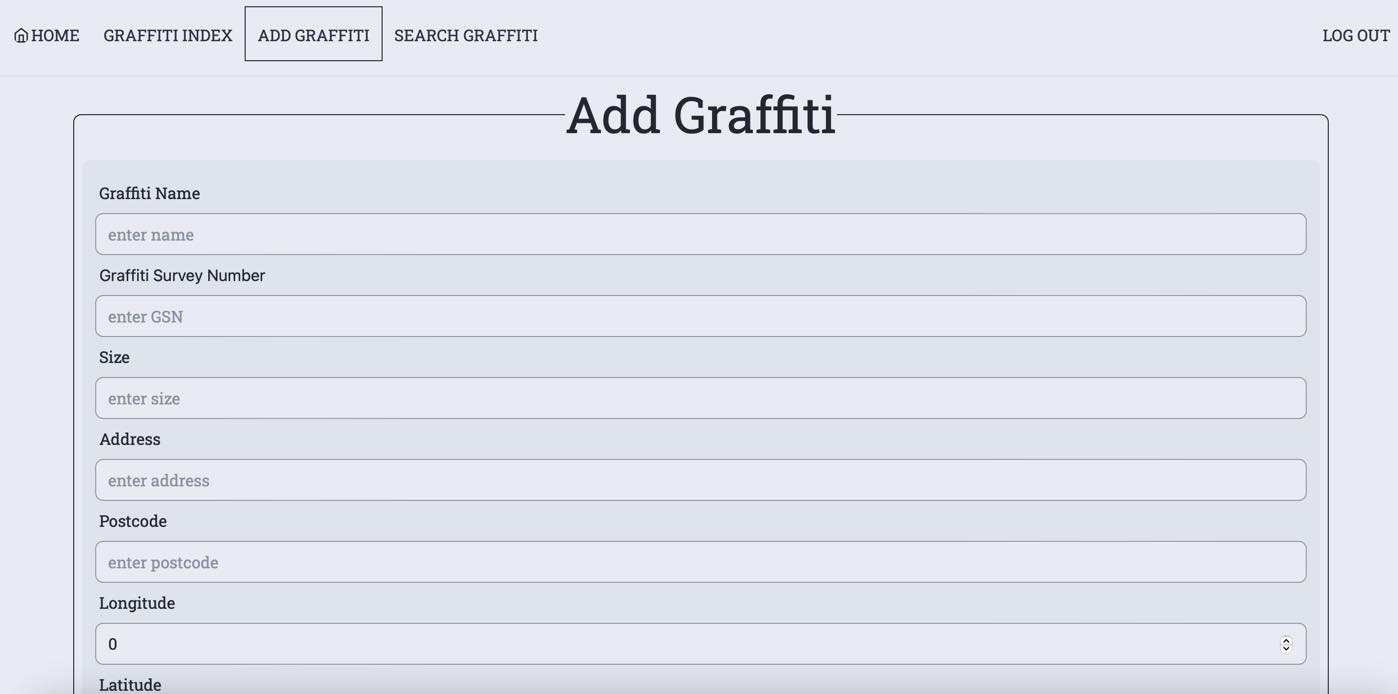 HOME GRAFFITI INDEX ADD GRAFFITI SEARCH GRAFFITI LOG OUT
Add Graffiti
Graffiti Name
enter name
Graffiti Survey Number
enter GSN
Size
enter size
Address
enter address
Postcode
enter postcode
Longitude
0
Latitude